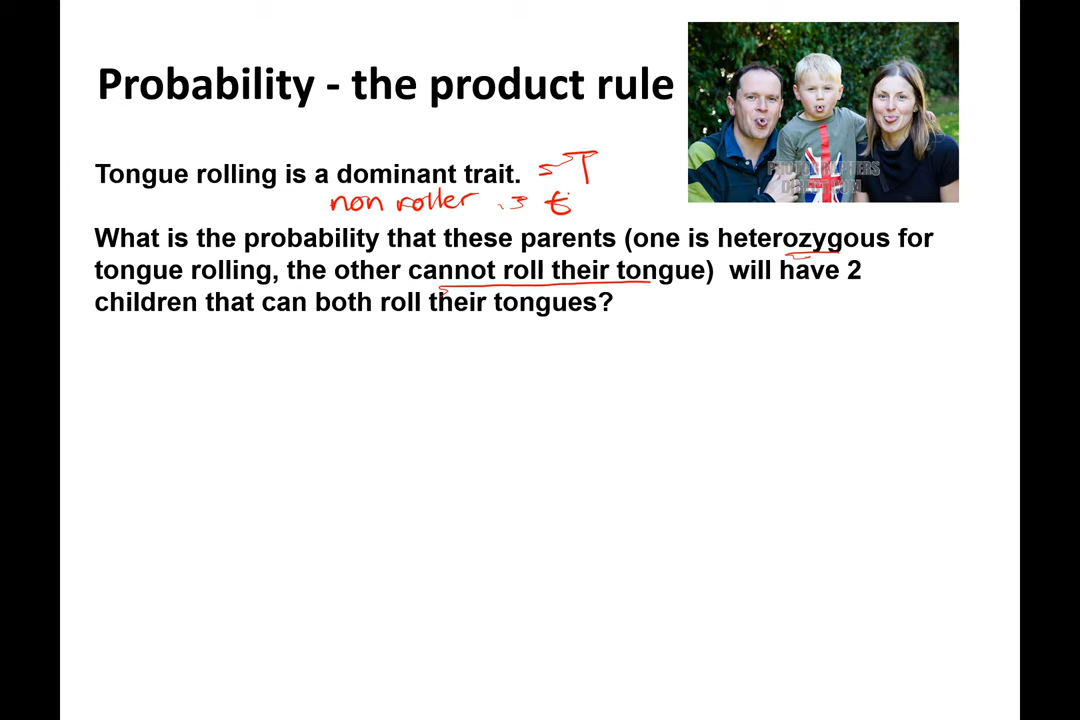 Probability - the product rule
Tongue rolling is a dominant trait. T
non roller is t
What is the probability that these parents (one is heterozygous for
tongue rolling, the other cannot roll their tongue) will have 2
children that can both roll their tongues?